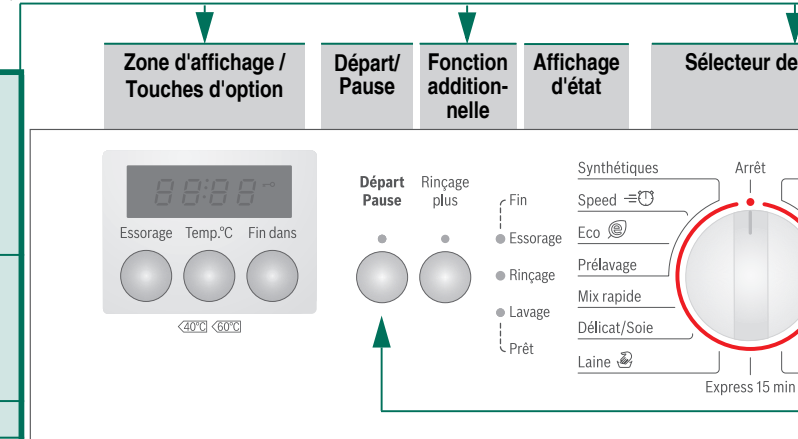 Zone d'affichage /
Touches d'option
Départ/
Pause
Fonction
addition-
nelle
Affichage
d'état
Sélecteur de
88:88
Essorage Temp.°C Fin dans
<40°C <60°C
Départ
Pause
Rinçage
plus
Fin
Essorage
Rinçage
Lavage
Prêt
Synthétiques
Speed
Eco
Prélavage
Mix rapide
Délicat/Soie
Laine
Arrêt
Express 15 min